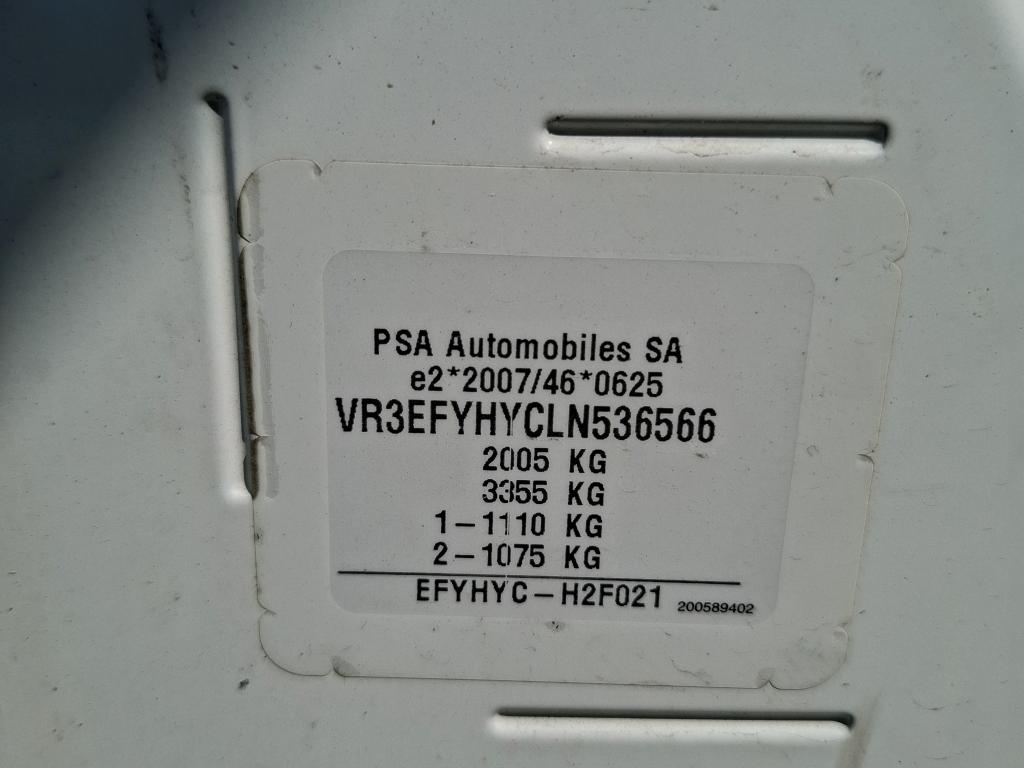 PSA Automobiles SA
e2*2007/46*0625
VR3EFYHYCLN536566
2005 KG
3355 KG
1-1110 KG
2-1075 KG
EFYHYC-H2F021 200589402